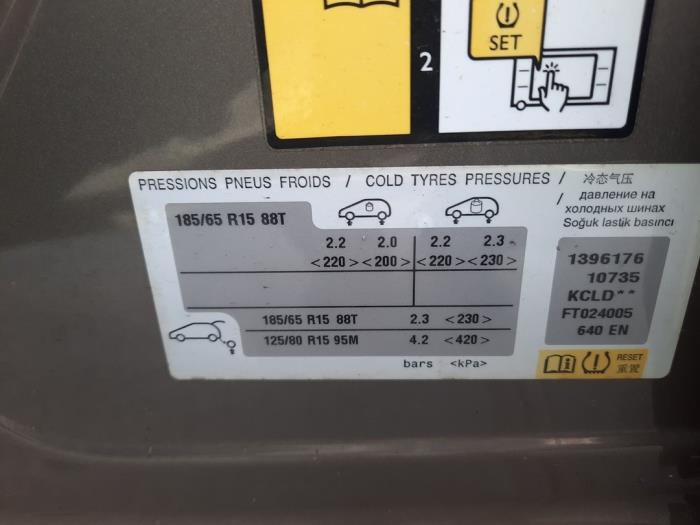 SET
2
PRESSIONS PNEUS FROIDS / COLD TYRES PRESSURES / 冷态气压
/ давление на
холодных шинах
Soğuk lastik basıncı
185/65 R15 88T
2.2 2.0 2.2 2.3
<220> <200> <220> <230>
185/65 R15 88T 2.3 <230>
125/80 R15 95M 4.2 <420>
bars <kPa>
1396176
10735
KCLD**
FT024005
640 EN
RESET
重置